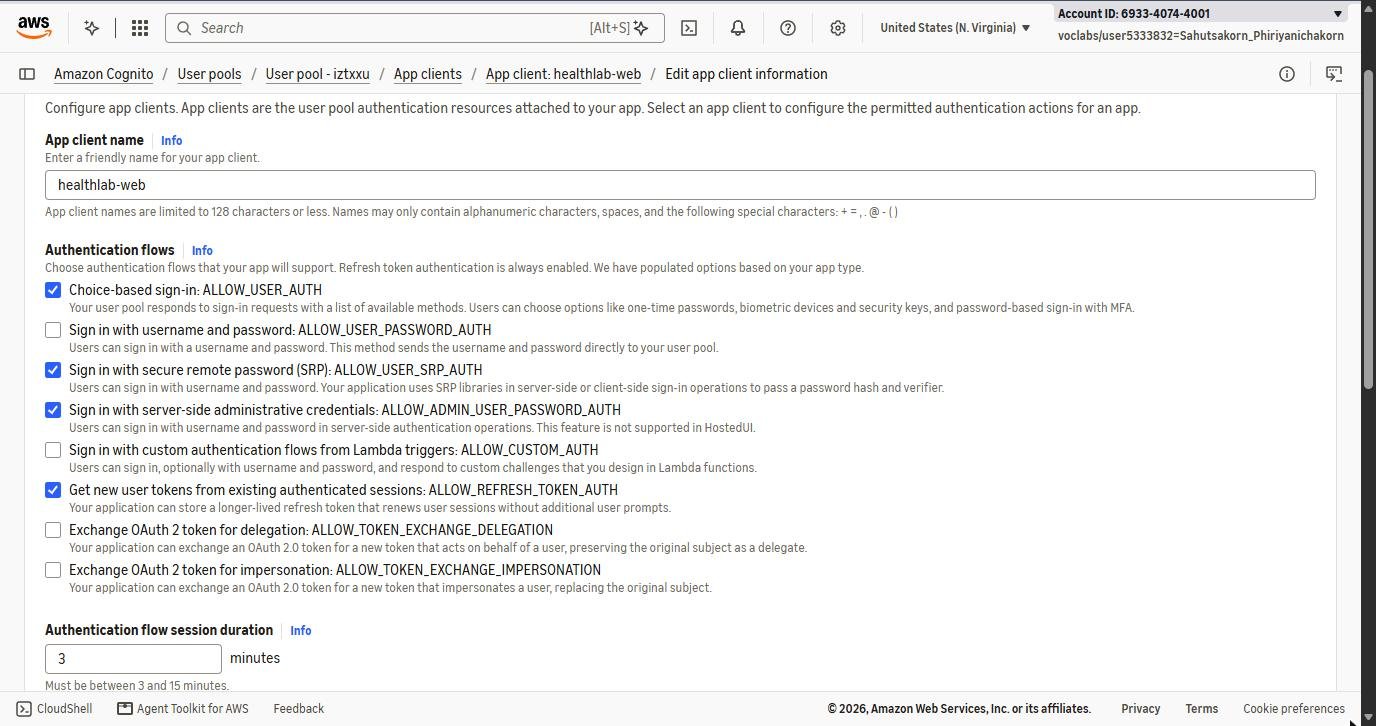 aws
Search
[Alt+S]
United States (N. Virginia)
Account ID: 6933-4074-4001
voclabs/user5333832=Sahutsakorn_Phiriyanichakorn
Amazon Cognito / User pools / User pool - iztxxu / App clients / App client: healthlab-web / Edit app client information
Configure app clients. App clients are the user pool authentication resources attached to your app. Select an app client to configure the permitted authentication actions for an app.
App client name Info
Enter a friendly name for your app client.
healthlab-web
App client names are limited to 128 characters or less. Names may only contain alphanumeric characters, spaces, and the following special characters: + = , . @ - ( )
Authentication flows Info
Choose authentication flows that your app will support. Refresh token authentication is always enabled. We have populated options based on your app type.
Choice-based sign-in: ALLOW_USER_AUTH
Your user pool responds to sign-in requests with a list of available methods. Users can choose options like one-time passwords, biometric devices and security keys, and password-based sign-in with MFA.
Sign in with username and password: ALLOW_USER_PASSWORD_AUTH
Users can sign in with a username and password. This method sends the username and password directly to your user pool.
Sign in with secure remote password (SRP): ALLOW_USER_SRP_AUTH
Users can sign in with username and password. Your application uses SRP libraries in server-side or client-side sign-in operations to pass a password hash and verifier.
Sign in with server-side administrative credentials: ALLOW_ADMIN_USER_PASSWORD_AUTH
Users can sign in with username and password in server-side authentication operations. This feature is not supported in HostedUI.
Sign in with custom authentication flows from Lambda triggers: ALLOW_CUSTOM_AUTH
Users can sign in, optionally with username and password, and respond to custom challenges that you design in Lambda functions.
Get new user tokens from existing authenticated sessions: ALLOW_REFRESH_TOKEN_AUTH
Your application can store a longer-lived refresh token that renews user sessions without additional user prompts.
Exchange OAuth 2 token for delegation: ALLOW_TOKEN_EXCHANGE_DELEGATION
Your application can exchange an OAuth 2.0 token for a new token that acts on behalf of a user, preserving the original subject as a delegate.
Exchange OAuth 2 token for impersonation: ALLOW_TOKEN_EXCHANGE_IMPERSONATION
Your application can exchange an OAuth 2.0 token for a new token that impersonates a user, replacing the original subject.
Authentication flow session duration Info
3 minutes
Must be between 3 and 15 minutes.
CloudShell Agent Toolkit for AWS Feedback © 2026, Amazon Web Services, Inc. or its affiliates. Privacy Terms Cookie preferences